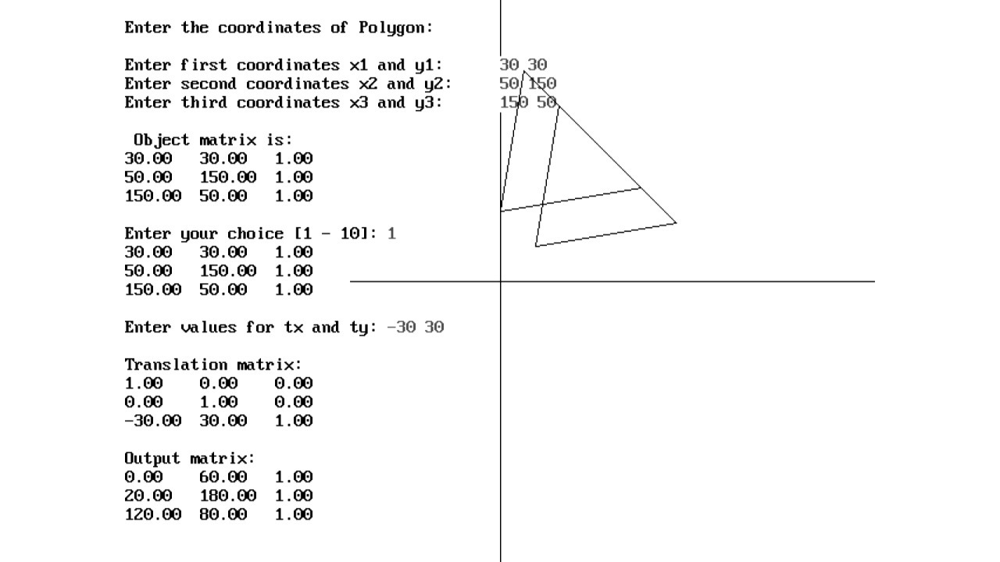 Enter the coordinates of Polygon:
Enter first coordinates x1 and y1: 30 30
Enter second coordinates x2 and y2: 50 150
Enter third coordinates x3 and y3: 150 50
Object matrix is:
30.00 30.00 1.00
50.00 150.00 1.00
150.00 50.00 1.00
Enter your choice [1 - 10]: 1
30.00 30.00 1.00
50.00 150.00 1.00
150.00 50.00 1.00
Enter values for tx and ty: -30 30
Translation matrix:
1.00 0.00 0.00
0.00 1.00 0.00
-30.00 30.00 1.00
Output matrix:
0.00 60.00 1.00
20.00 180.00 1.00
120.00 80.00 1.00